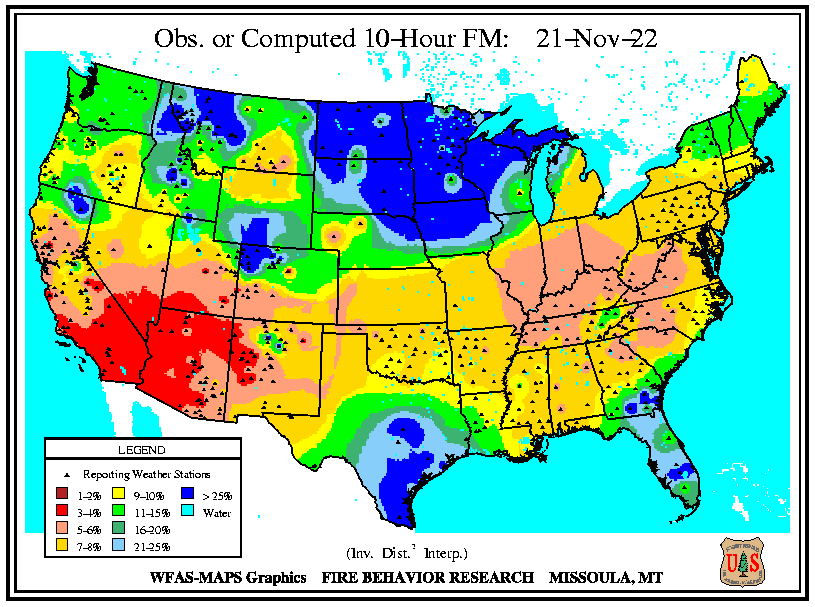 Obs. or Computed 10-Hour FM: 21-Nov-22
LEGEND
Reporting Weather Stations
1-2% 9-10% > 25%
3-4% 11-15% Water
5-6% 16-20%
7-8% 21-25%
(Inv. Dist.² Interp.)
WFAS-MAPS Graphics FIRE BEHAVIOR RESEARCH MISSOULA, MT
US